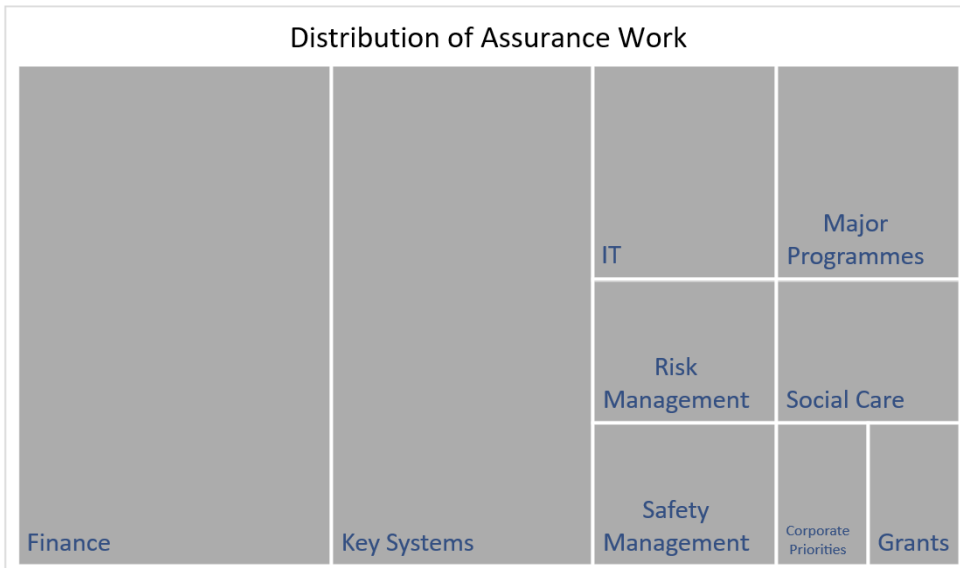 Distribution of Assurance Work
Finance
Key Systems
IT
Major
Programmes
Risk
Management
Social Care
Safety
Management
Corporate
Priorities
Grants